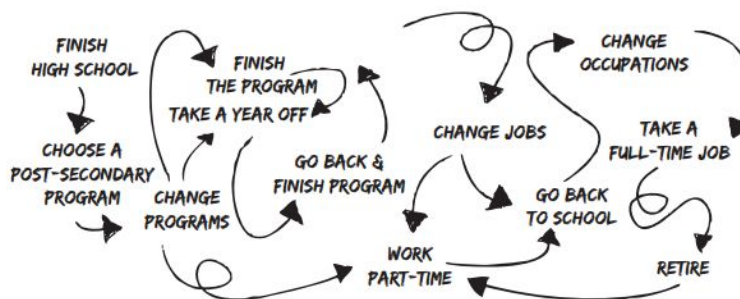 FINISH
HIGH SCHOOL
CHOOSE A
POST-SECONDARY
PROGRAM
CHANGE
PROGRAMS
FINISH
THE PROGRAM
TAKE A YEAR OFF
GO BACK &
FINISH PROGRAM
CHANGE JOBS
WORK
PART-TIME
GO BACK
TO SCHOOL
CHANGE
OCCUPATIONS
TAKE A
FULL-TIME JOB
RETIRE